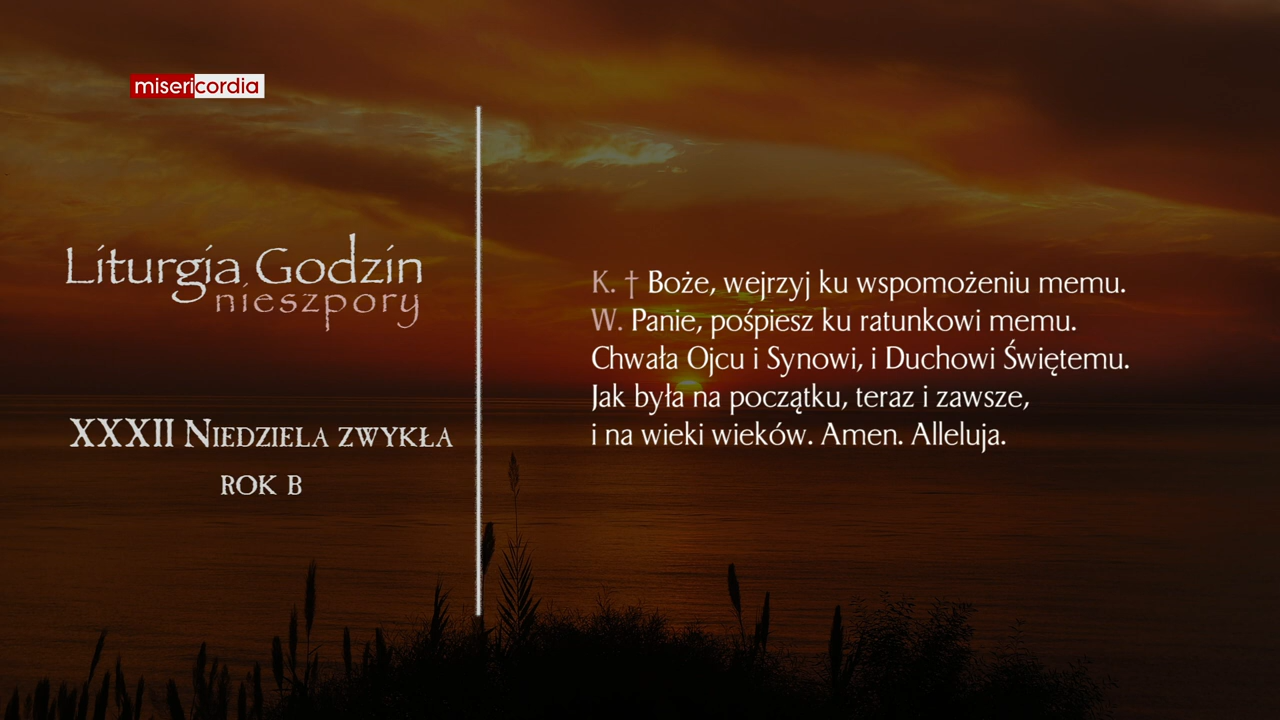 misericordia
Liturgia Godzin
nieszpory
XXXII Niedziela zwykła
rok B
K. † Boże, wejrzyj ku wspomożeniu memu.
W. Panie, pośpiesz ku ratunkowi memu.
Chwała Ojcu i Synowi, i Duchowi Świętemu.
Jak była na początku, teraz i zawsze,
i na wieki wieków. Amen. Alleluja.